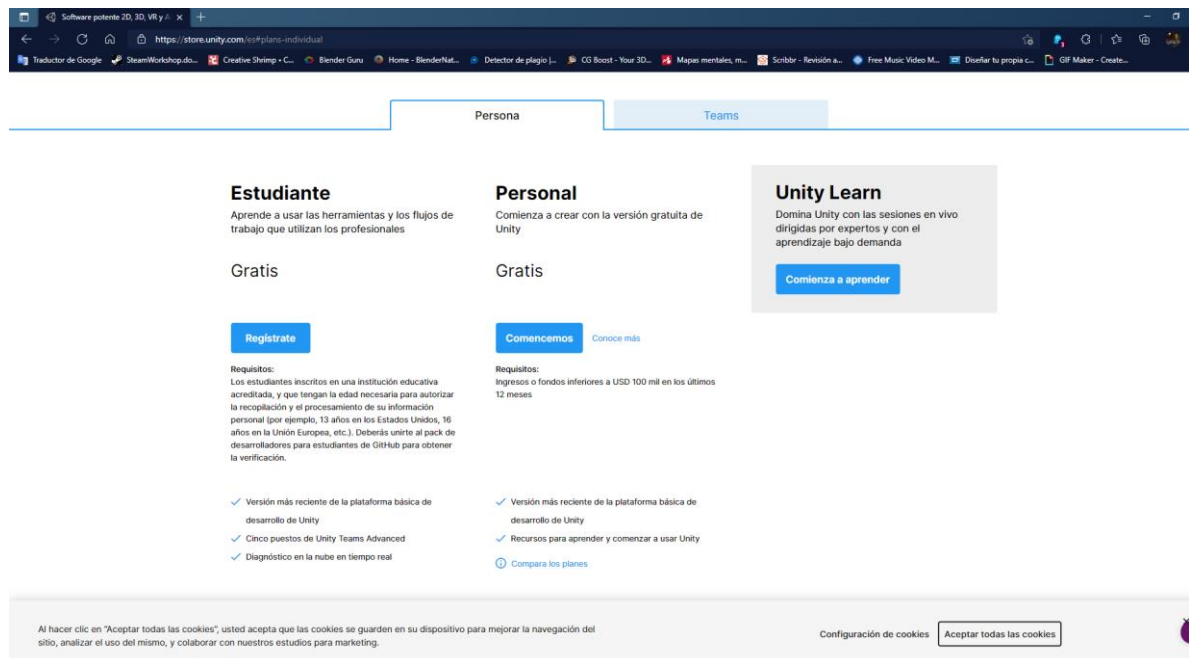 Software potente 2D, 3D, VR y A
https://store.unity.com/es#plans-individual
Traductor de Google
SteamWorkshop.do...
Creative Shrimp • C...
Blender Guru
Home - BlenderNat...
Detector de plagio |...
CG Boost - Your 3D...
Mapas mentales, m...
Scribbr - Revisión a...
Free Music Video M...
Diseñar tu propia c...
GIF Maker - Create...
Persona
Teams
Estudiante
Aprende a usar las herramientas y los flujos de
trabajo que utilizan los profesionales
Gratis
Regístrate
Requisitos:
Los estudiantes inscritos en una institución educativa
acreditada, y que tengan la edad necesaria para autorizar
la recopilación y el procesamiento de su información
personal (por ejemplo, 13 años en los Estados Unidos, 16
años en la Unión Europea, etc.). Deberás unirte al pack de
desarrolladores para estudiantes de GitHub para obtener
la verificación.
Versión más reciente de la plataforma básica de
desarrollo de Unity
Cinco puestos de Unity Teams Advanced
Diagnóstico en la nube en tiempo real
Personal
Comienza a crear con la versión gratuita de
Unity
Gratis
Comencemos
Conoce más
Requisitos:
Ingresos o fondos inferiores a USD 100 mil en los últimos
12 meses
Versión más reciente de la plataforma básica de
desarrollo de Unity
Recursos para aprender y comenzar a usar Unity
Compara los planes
Unity Learn
Domina Unity con las sesiones en vivo
dirigidas por expertos y con el
aprendizaje bajo demanda
Comienza a aprender
Al hacer clic en "Aceptar todas las cookies", usted acepta que las cookies se guarden en su dispositivo para mejorar la navegación del
sitio, analizar el uso del mismo, y colaborar con nuestros estudios para marketing.
Configuración de cookies
Aceptar todas las cookies